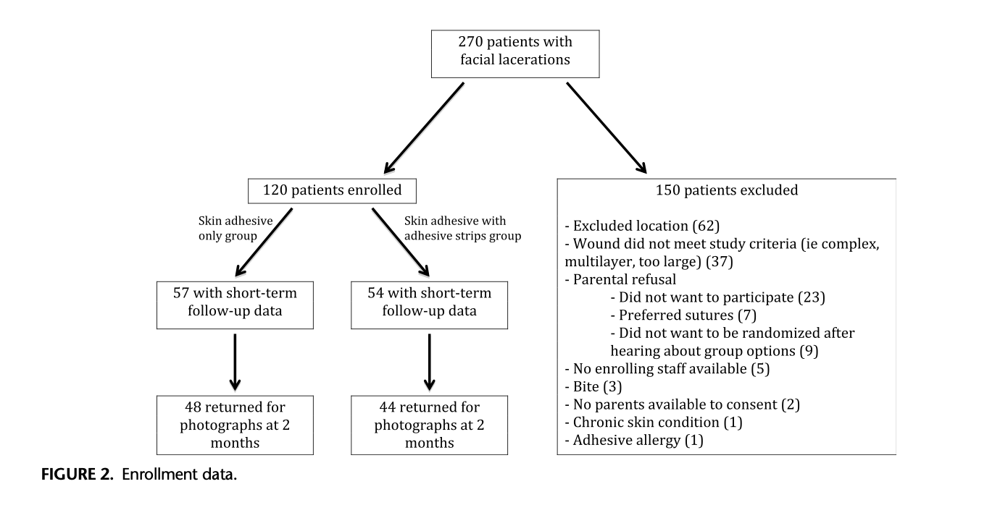 270 patients with
facial lacerations
120 patients enrolled
Skin adhesive
only group
Skin adhesive with
adhesive strips group
57 with short-term
follow-up data
54 with short-term
follow-up data
48 returned for
photographs at 2
months
44 returned for
photographs at 2
months
150 patients excluded
- Excluded location (62)
- Wound did not meet study criteria (ie complex,
multilayer, too large) (37)
- Parental refusal
- Did not want to participate (23)
- Preferred sutures (7)
- Did not want to be randomized after
hearing about group options (9)
- No enrolling staff available (5)
- Bite (3)
- No parents available to consent (2)
- Chronic skin condition (1)
- Adhesive allergy (1)
FIGURE 2. Enrollment data.